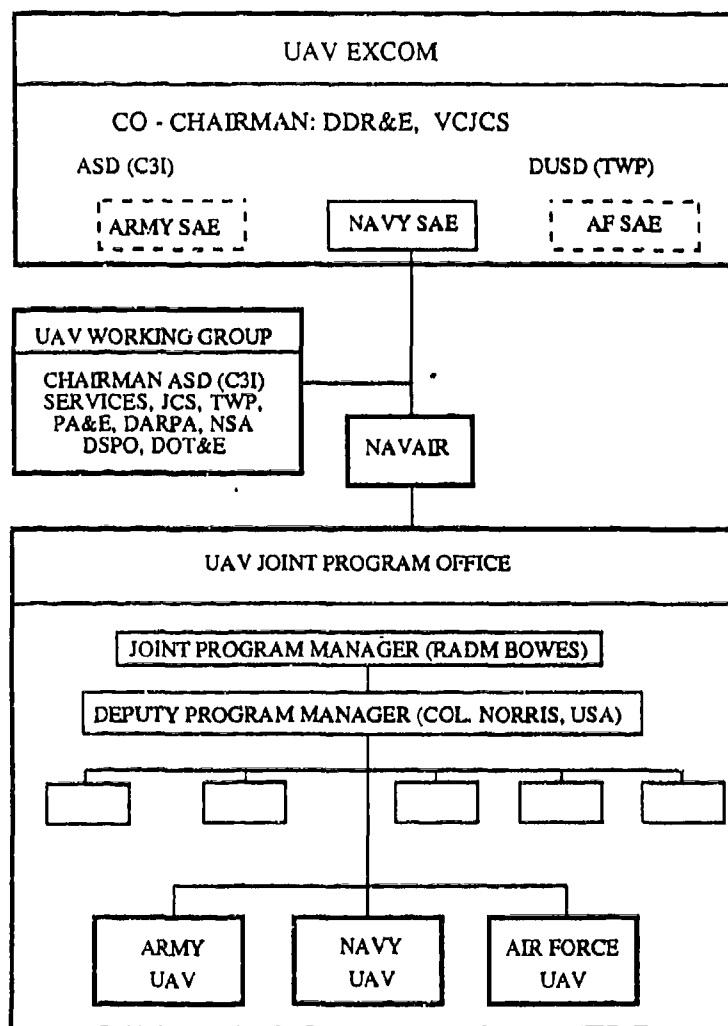 UAV EXCOM
CO - CHAIRMAN: DDR&E, VCJCS
ASD (C3I)
DUSD (TWP)
ARMY SAE
NAVY SAE
AF SAE
UAV WORKING GROUP
CHAIRMAN ASD (C3I)
SERVICES, JCS, TWP,
PA&E, DARPA, NSA
DSPO, DOT&E
NAVAIR
UAV JOINT PROGRAM OFFICE
JOINT PROGRAM MANAGER (RADM BOWES)
DEPUTY PROGRAM MANAGER (COL. NORRIS, USA)
ARMY
UAV
NAVY
UAV
AIR FORCE
UAV